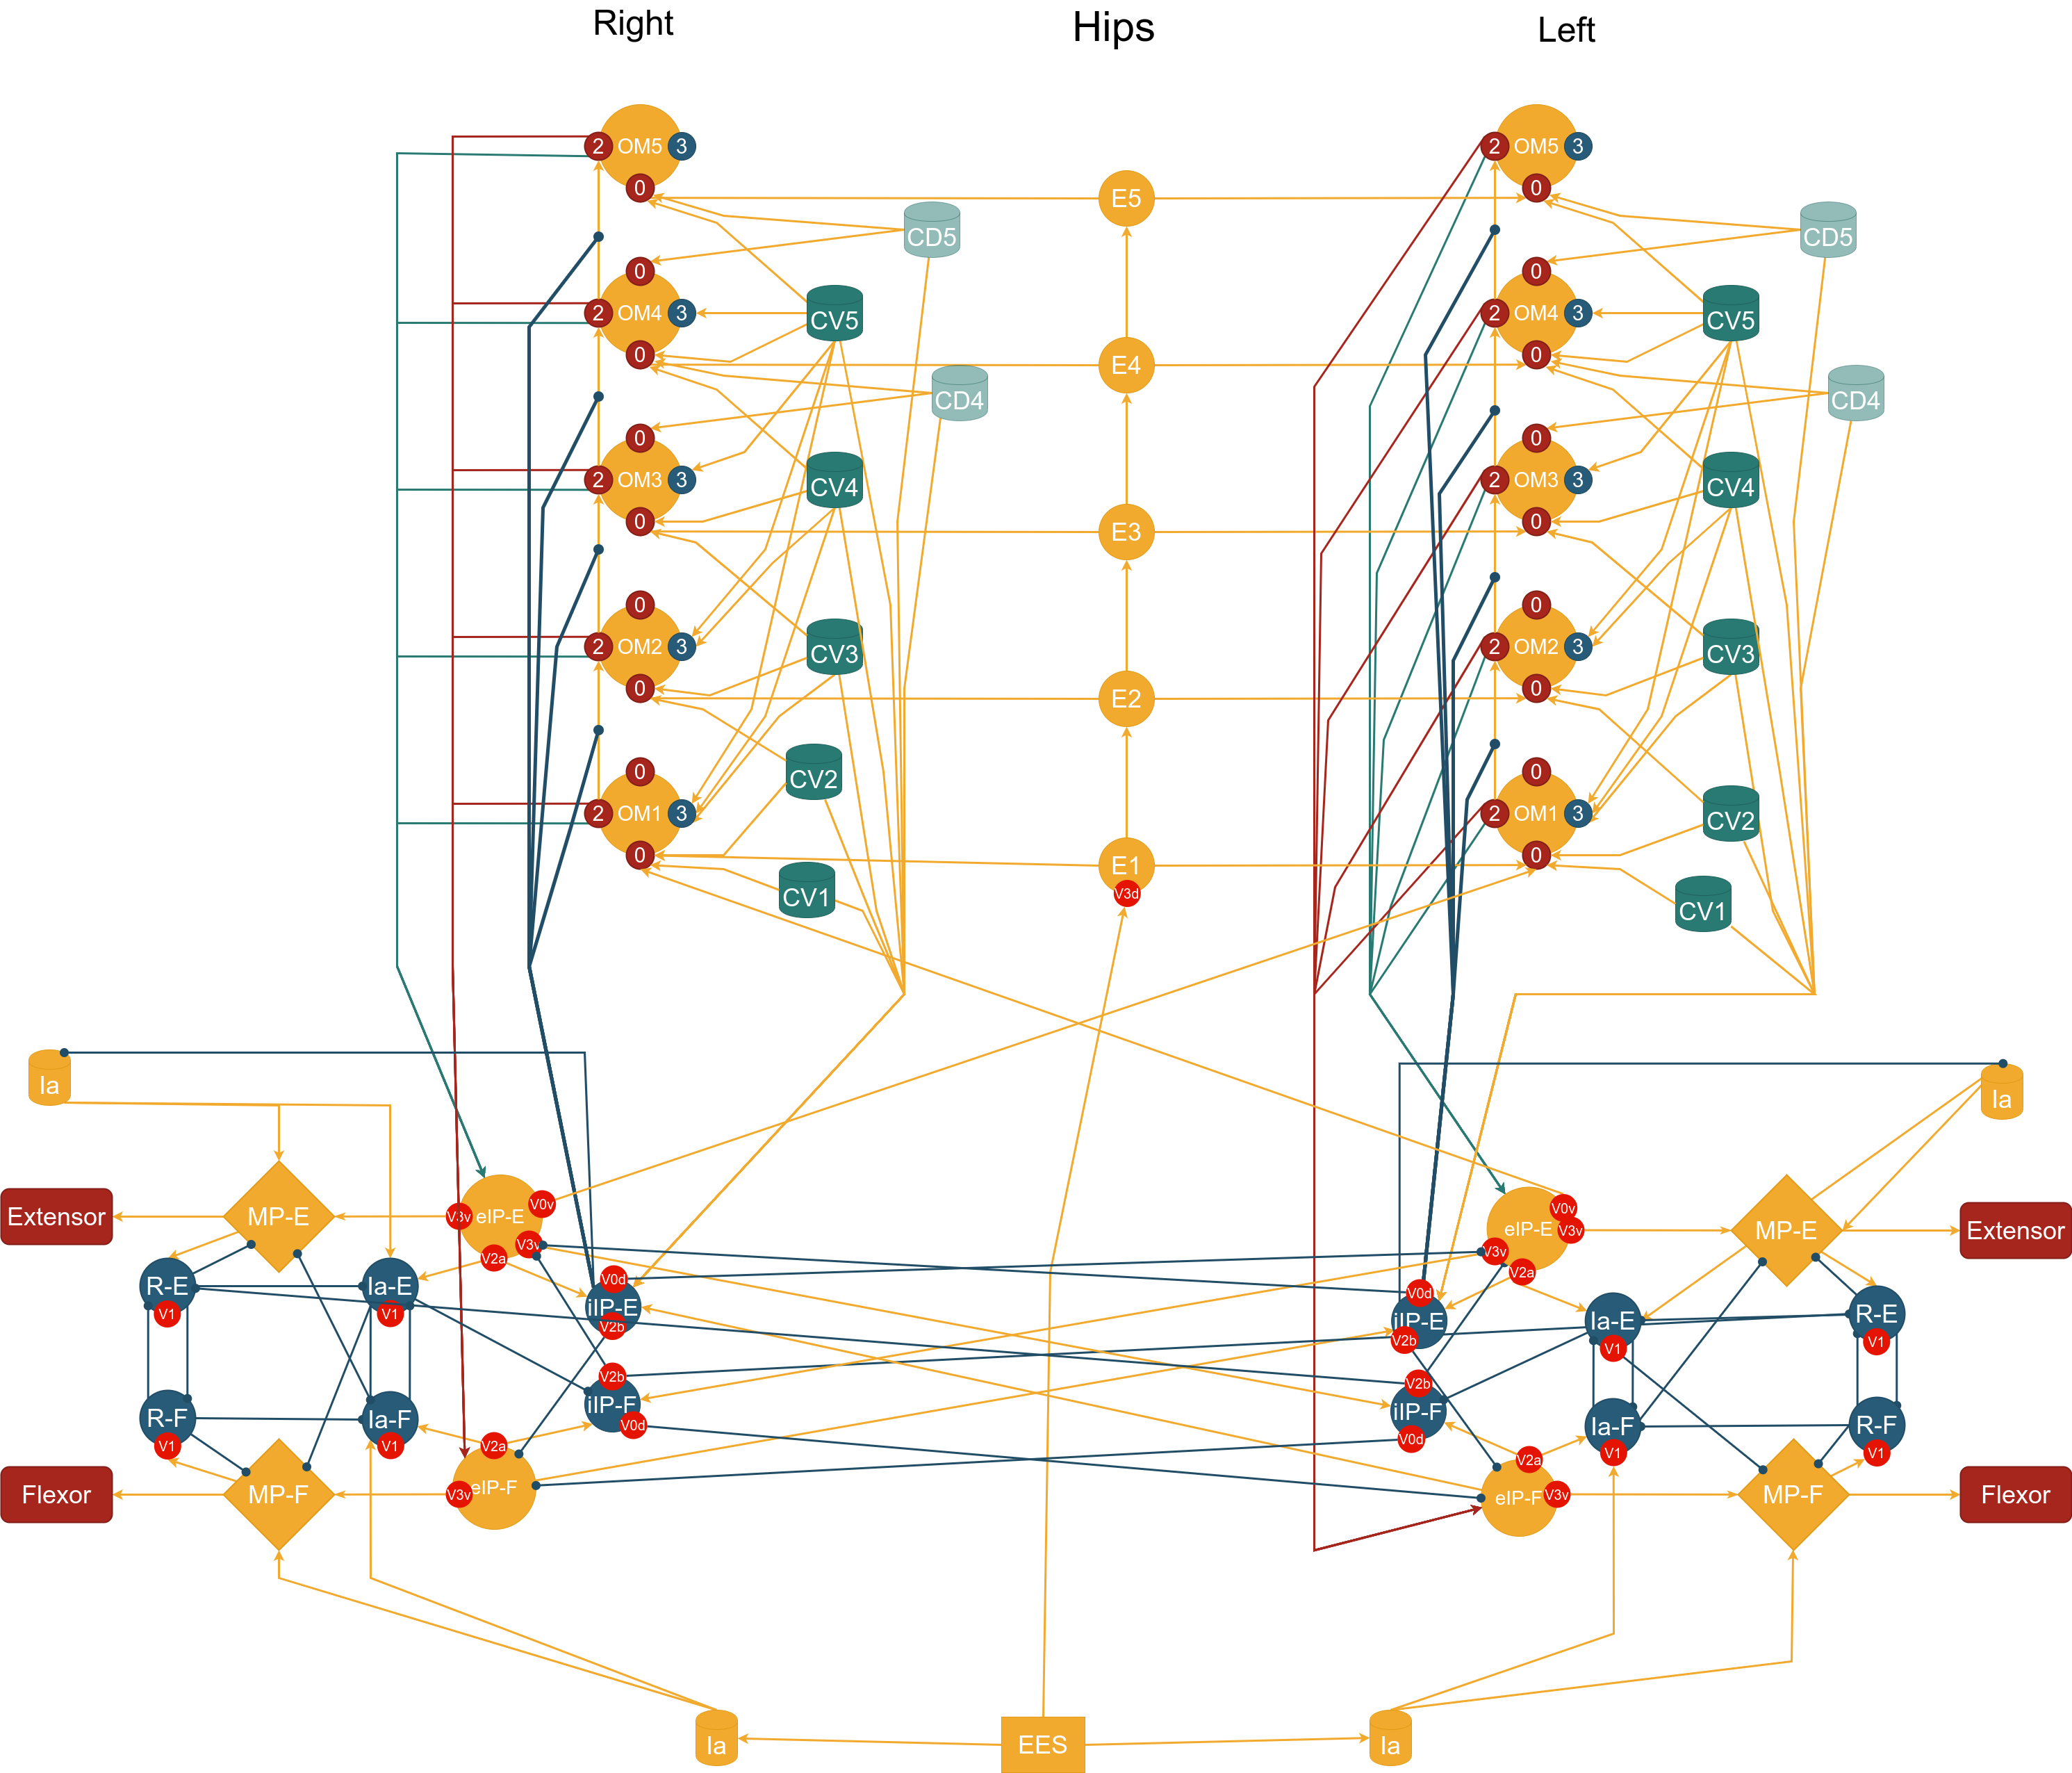 Right Hips Left
2 OM5 3 2 OM5 3
0 0
E5
CD5 CD5
0 0
2 OM4 3 CV5 2 OM4 3 CV5
0 E4 0
CD4 CD4
0 0
2 OM3 3 CV4 2 OM3 3 CV4
0 E3 0
0 0
2 OM2 3 CV3 2 OM2 3 CV3
0 E2 0
0 CV2 0
2 OM1 3 2 OM1 3 CV2
0 E1 0
CV1 V3d CV1
Ia Ia
V0v V0v
Extensor MP-E V3v eIP-E eIP-E V3v MP-E Extensor
V3v V3v
V2a V2a
R-E Ia-E V0d V0d
V1 V1 iIP-E iIP-E Ia-E R-E
V2b V2b V1 V1
V2b V2b
R-F Ia-F iIP-F iIP-F Ia-F R-F
V1 V1 V2a V0d V0d V2a V1 V1
Flexor MP-F V3v eIP-F eIP-F V3v MP-F Flexor
Ia EES Ia